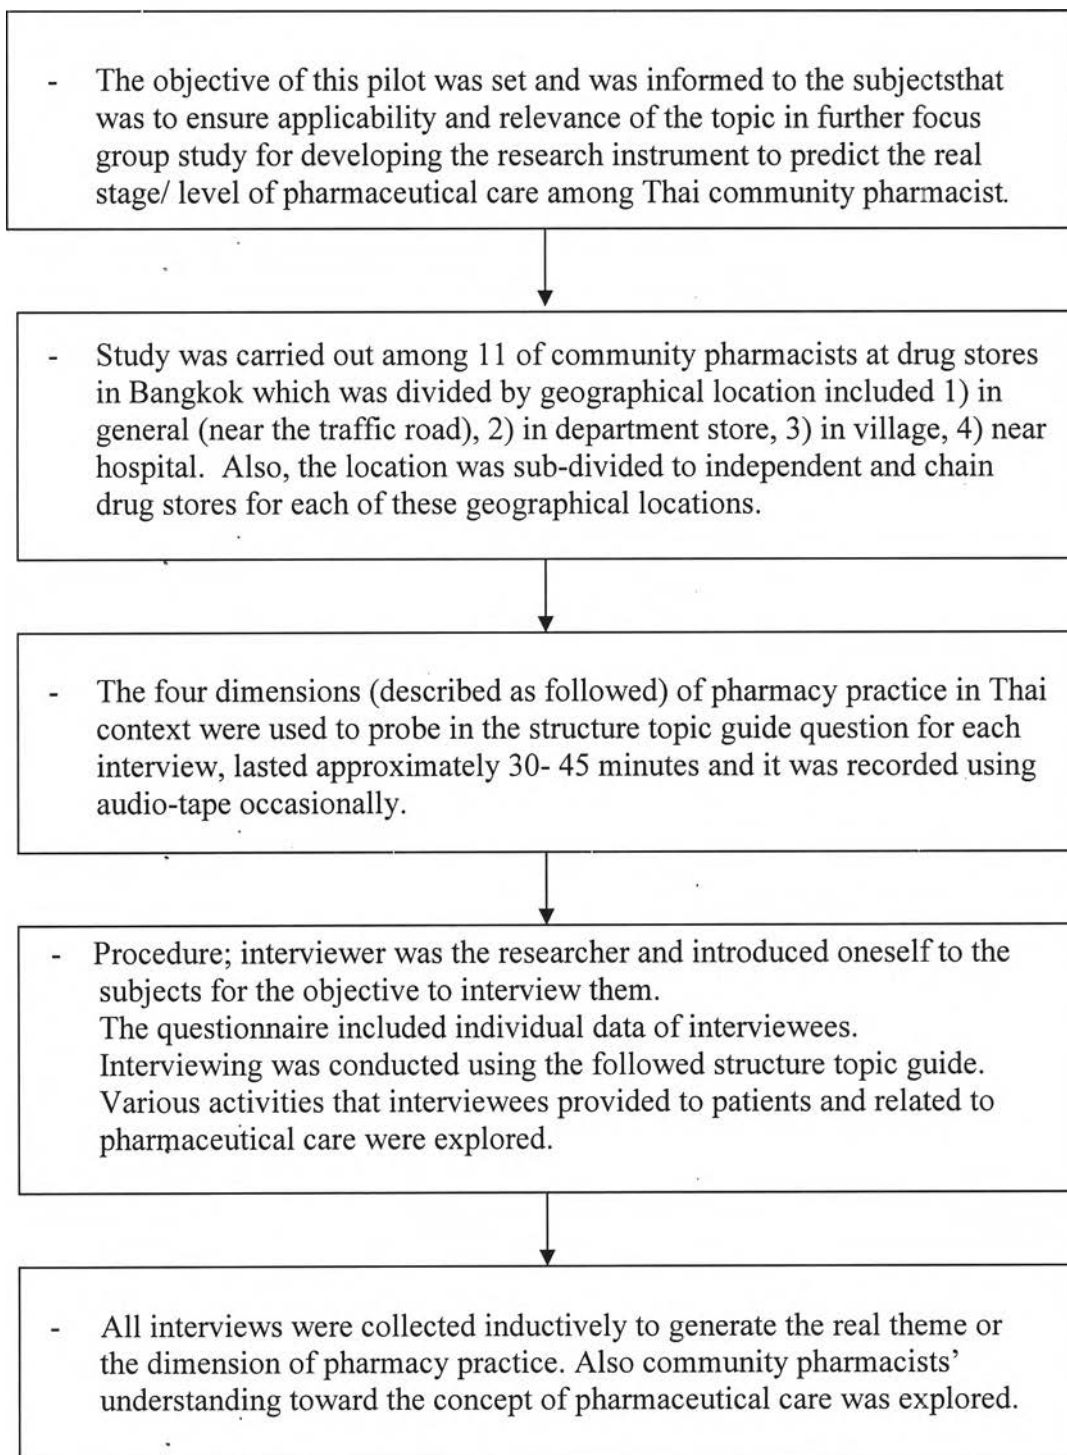 - The objective of this pilot was set and was informed to the subjectsthat
was to ensure applicability and relevance of the topic in further focus
group study for developing the research instrument to predict the real
stage/ level of pharmaceutical care among Thai community pharmacist.
- Study was carried out among 11 of community pharmacists at drug stores
in Bangkok which was divided by geographical location included 1) in
general (near the traffic road), 2) in department store, 3) in village, 4) near
hospital. Also, the location was sub-divided to independent and chain
drug stores for each of these geographical locations.
- The four dimensions (described as followed) of pharmacy practice in Thai
context were used to probe in the structure topic guide question for each
interview, lasted approximately 30- 45 minutes and it was recorded using
audio-tape occasionally.
- Procedure; interviewer was the researcher and introduced oneself to the
subjects for the objective to interview them.
The questionnaire included individual data of interviewees.
Interviewing was conducted using the followed structure topic guide.
Various activities that interviewees provided to patients and related to
pharmaceutical care were explored.
- All interviews were collected inductively to generate the real theme or
the dimension of pharmacy practice. Also community pharmacists’
understanding toward the concept of pharmaceutical care was explored.